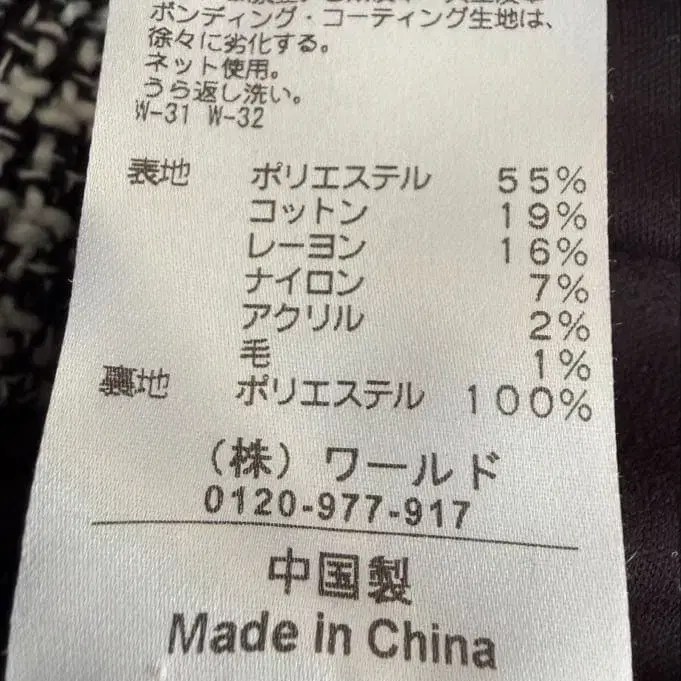 ボンディング・コーティング生地は、
徐々に劣化する。
ネット使用。
うら返し洗い。
W-31 W-32
表地 ポリエステル 55%
コットン 19%
レーヨン 16%
ナイロン 7%
アクリル 2%
毛 1%
裏地 ポリエステル 100%
(株) ワールド
0120-977-917
中国製
Made in China